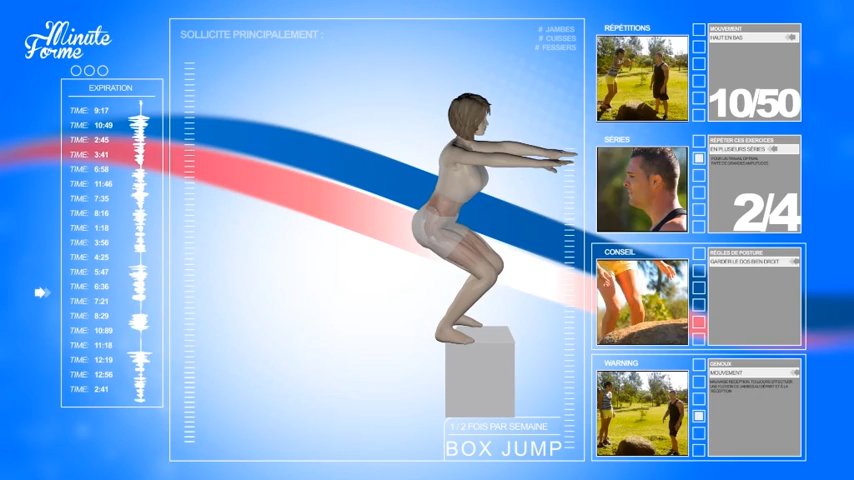 Minute
Forme
EXPIRATION
TIME: 9:17
TIME: 10:49
TIME: 2:45
TIME: 3:41
TIME: 6:58
TIME: 11:46
TIME: 7:35
TIME: 8:16
TIME: 1:18
TIME: 3:56
TIME: 4:25
TIME: 5:47
TIME: 6:36
TIME: 7:21
TIME: 8:29
TIME: 10:89
TIME: 11:18
TIME: 12:19
TIME: 12:56
TIME: 2:41
SOLLICITE PRINCIPALEMENT :
# JAMBES
# CUISSES
# FESSIERS
1 / 2 FOIS PAR SEMAINE
BOX JUMP
RÉPÉTITIONS
MOUVEMENT
HAUT EN BAS
10/50
SÉRIES
RÉPÉTER CES EXERCICES
EN PLUSIEURS SÉRIES
2/4
CONSEIL
RÈGLES DE POSTURE
GARDER LE DOS BIEN DROIT
WARNING
GENOUX
MOUVEMENT